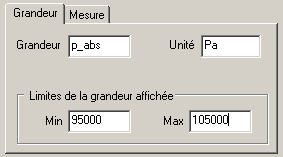 Grandeur Mesure
Grandeur p_abs Unité Pa
Limites de la grandeur affichée
Min 95000 Max 105000